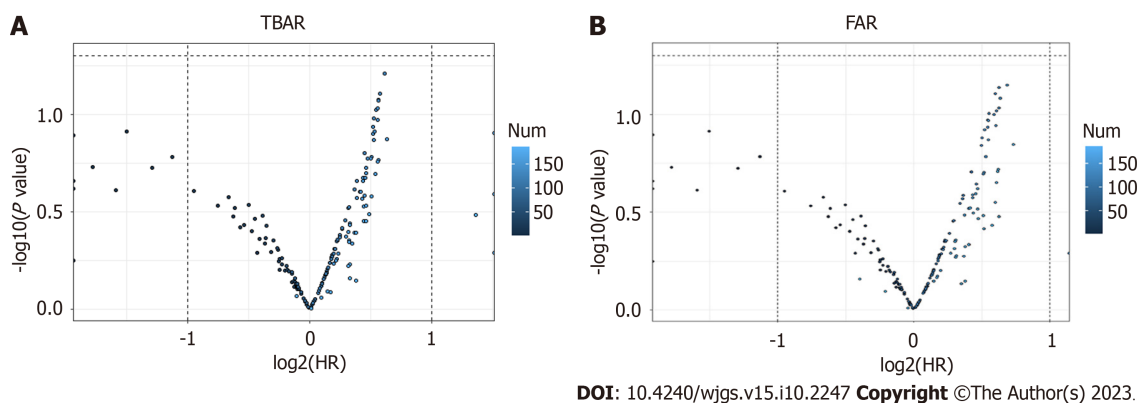 A
TBAR
-log10(P value)
1.0
0.5
0.0
-1
0
1
log2(HR)
Num
150
100
50
B
FAR
-log10(P value)
1.0
0.5
0.0
-1
0
1
log2(HR)
Num
150
100
50
DOI: 10.4240/wjgs.v15.i10.2247 Copyright ©The Author(s) 2023.